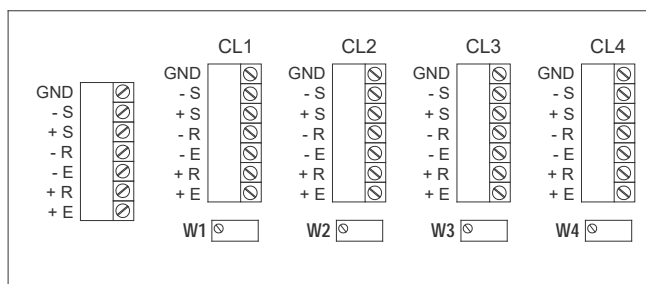 CL1 CL2 CL3 CL4
GND
- S
+ S
- R
- E
+ R
+ E
GND
- S
+ S
- R
- E
+ R
+ E
W1
GND
- S
+ S
- R
- E
+ R
+ E
W2
GND
- S
+ S
- R
- E
+ R
+ E
W3
GND
- S
+ S
- R
- E
+ R
+ E
W4